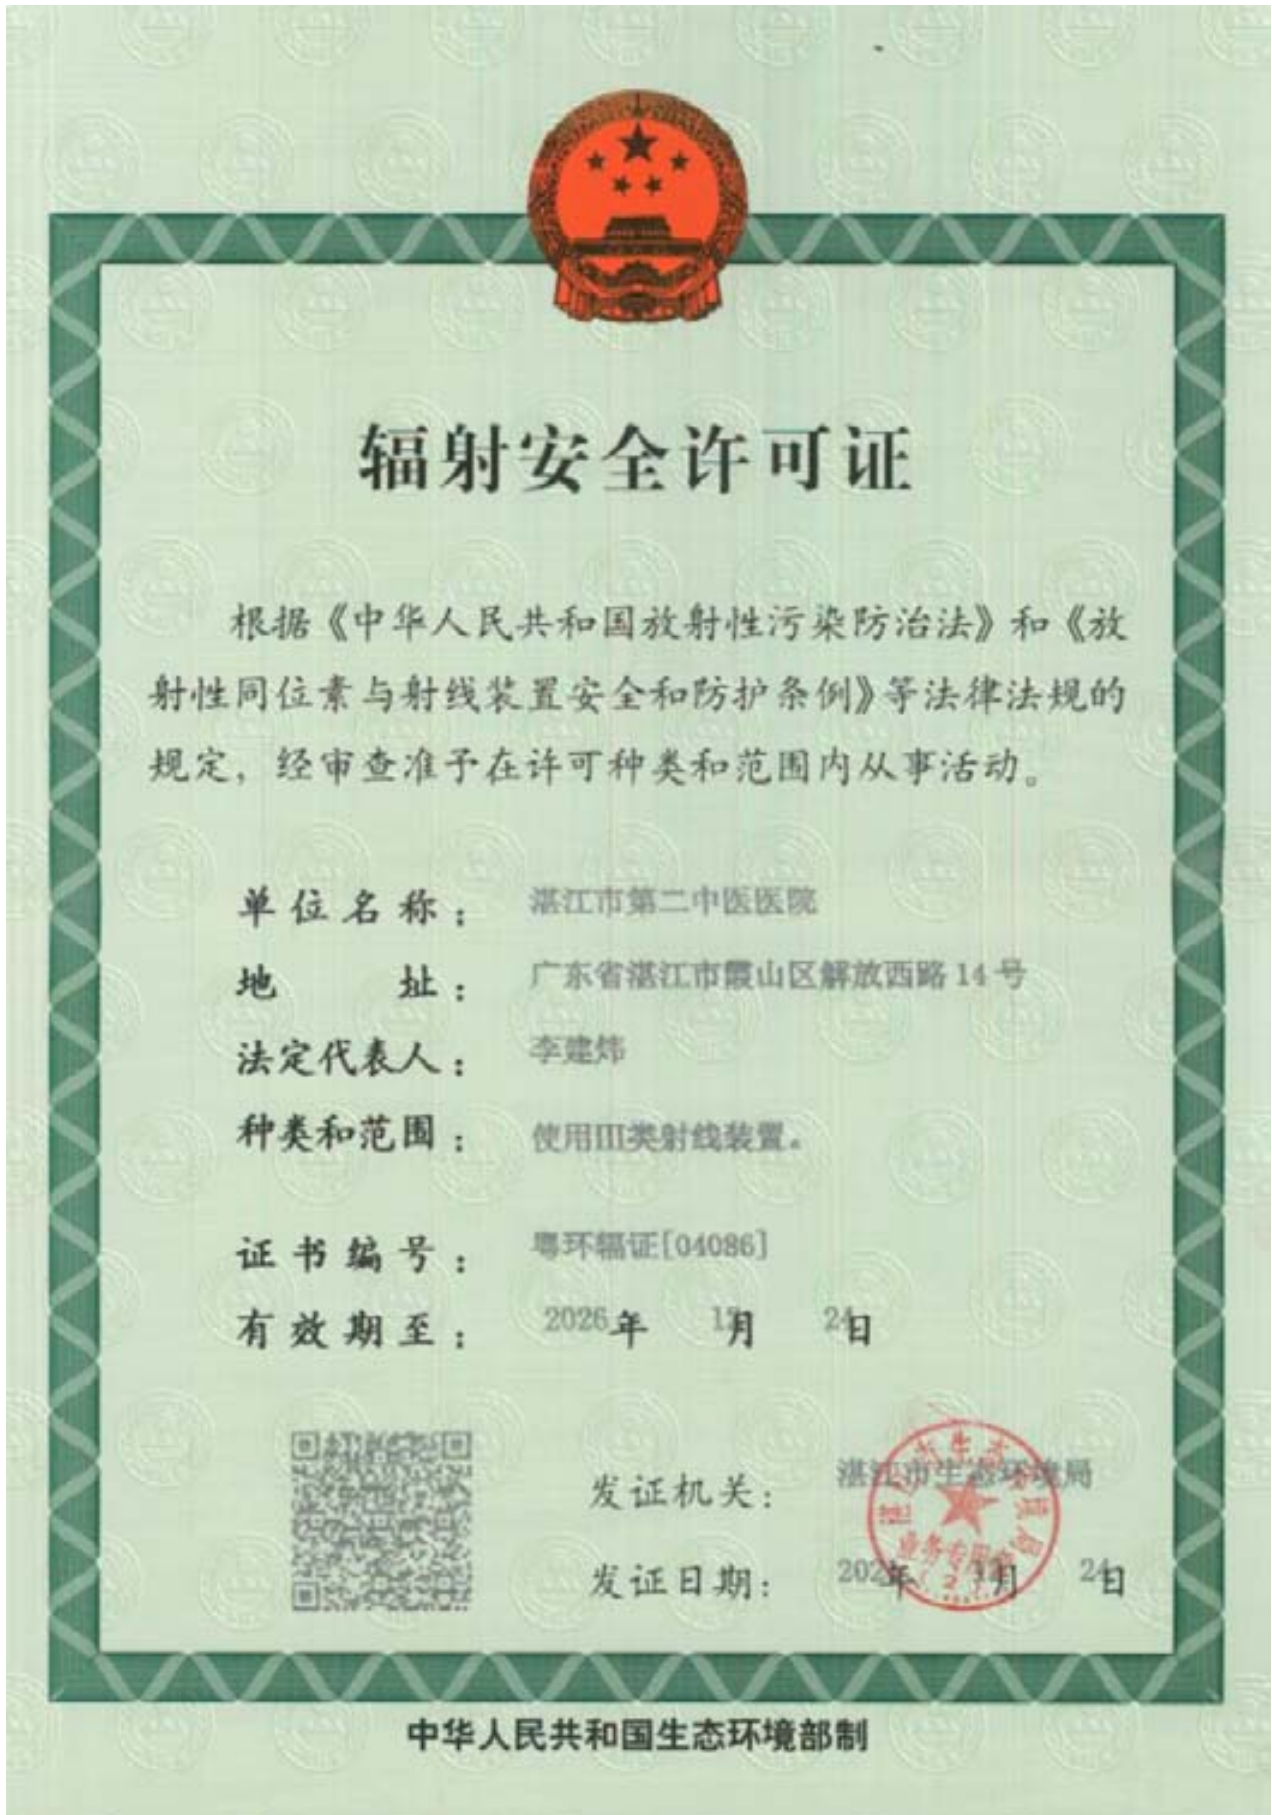 辐射安全许可证
根据《中华人民共和国放射性污染防治法》和《放
射性同位素与射线装置安全和防护条例》等法律法规的
规定，经审查准予在许可种类和范围内从事活动。
单位名称： 湛江市第二中医医院
地址： 广东省湛江市霞山区解放西路 14 号
法定代表人： 李建炜
种类和范围： 使用III类射线装置。
证书编号： 粤环辐证[04086]
有效期至： 2026年 12月 24日
发证机关： 湛江市生态环境局
发证日期： 年 12月 24日
业务专用章
中华人民共和国生态环境部制